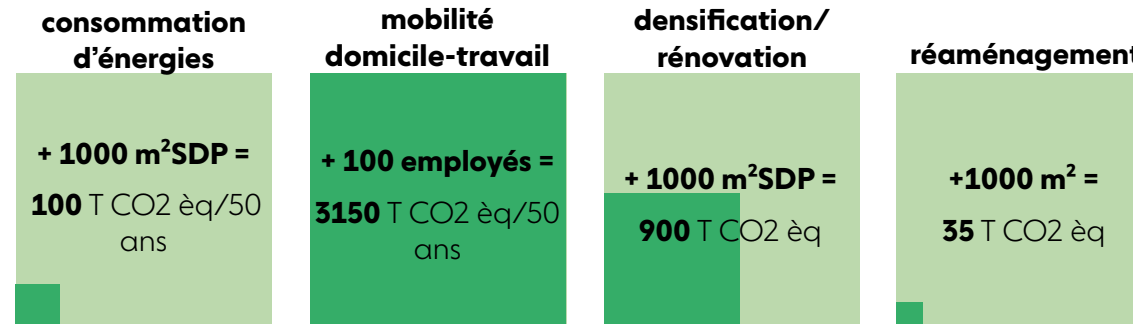 consommation
d’énergies
+ 1000 m²SDP =
100 T CO2 èq/50
ans
mobilité
domicile-travail
+ 100 employés =
3150 T CO2 èq/50
ans
densification/
rénovation
+ 1000 m²SDP =
900 T CO2 èq
réaménagement
+1000 m² =
35 T CO2 èq